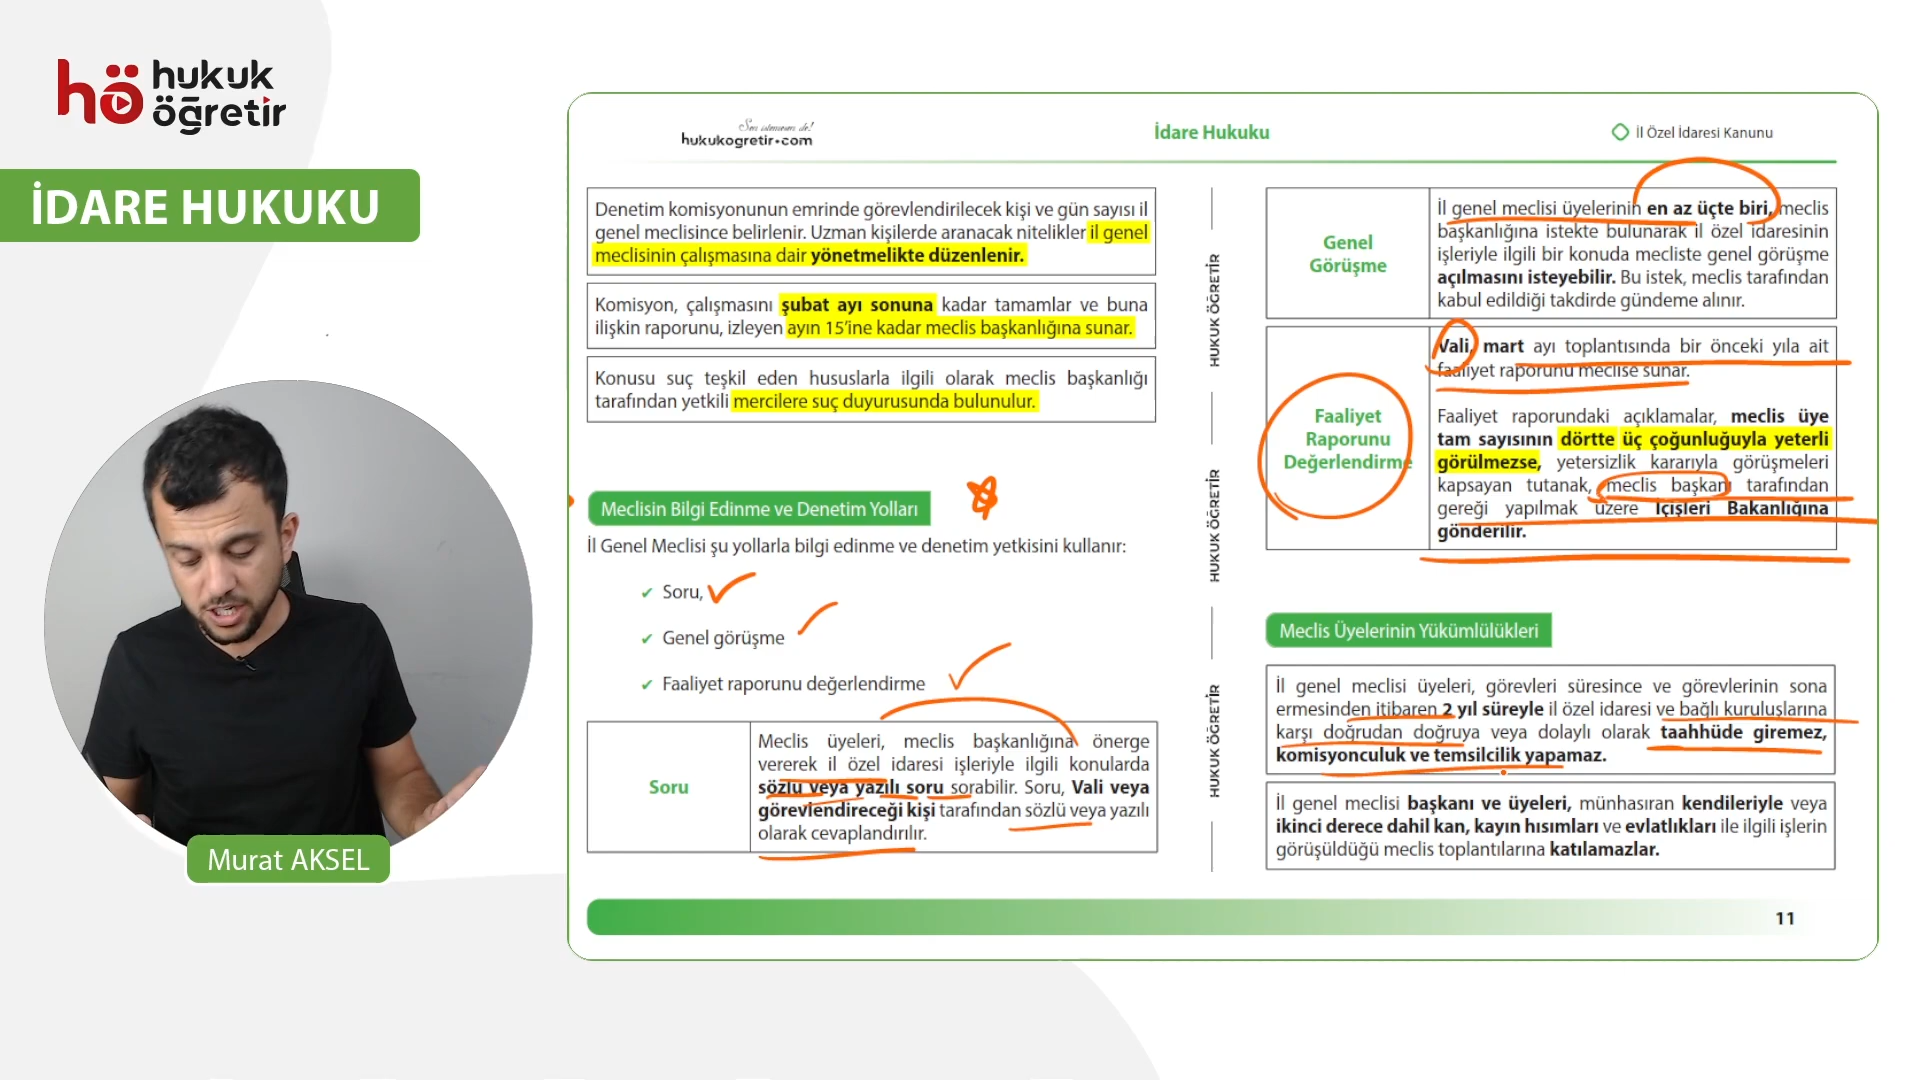 hö hukuk
öğretir
İDARE HUKUKU
Murat AKSEL
Sen istemesen de!
hukukogretir•com
İdare Hukuku
İl Özel İdaresi Kanunu
Denetim komisyonunun emrinde görevlendirilecek kişi ve gün sayısı il
genel meclisince belirlenir. Uzman kişilerde aranacak nitelikler il genel
meclisinin çalışmasına dair yönetmelikte düzenlenir.
Komisyon, çalışmasını şubat ayı sonuna kadar tamamlar ve buna
ilişkin raporunu, izleyen ayın 15’ine kadar meclis başkanlığına sunar.
Konusu suç teşkil eden hususlarla ilgili olarak meclis başkanlığı
tarafından yetkili mercilere suç duyurusunda bulunulur.
Meclisin Bilgi Edinme ve Denetim Yolları
İl Genel Meclisi şu yollarla bilgi edinme ve denetim yetkisini kullanır:
✔ Soru,
✔ Genel görüşme
✔ Faaliyet raporunu değerlendirme
Soru
Meclis üyeleri, meclis başkanlığına önerge
vererek il özel idaresi işleriyle ilgili konularda
sözlü veya yazılı soru sorabilir. Soru, Vali veya
görevlendireceği kişi tarafından sözlü veya yazılı
olarak cevaplandırılır.
HUKUK ÖĞRETİR
HUKUK ÖĞRETİR
HUKUK ÖĞRETİR
Genel
Görüşme
İl genel meclisi üyelerinin en az üçte biri, meclis
başkanlığına istekte bulunarak il özel idaresinin
işleriyle ilgili bir konuda mecliste genel görüşme
açılmasını isteyebilir. Bu istek, meclis tarafından
kabul edildiği takdirde gündeme alınır.
Faaliyet
Raporunu
Değerlendirme
Vali, mart ayı toplantısında bir önceki yıla ait
faaliyet raporunu meclise sunar.
Faaliyet raporundaki açıklamalar, meclis üye
tam sayısının dörtte üç çoğunluğuyla yeterli
görülmezse, yetersizlik kararıyla görüşmeleri
kapsayan tutanak, meclis başkanı tarafından
gereği yapılmak üzere İçişleri Bakanlığına
gönderilir.
Meclis Üyelerinin Yükümlülükleri
İl genel meclisi üyeleri, görevleri süresince ve görevlerinin sona
ermesinden itibaren 2 yıl süreyle il özel idaresi ve bağlı kuruluşlarına
karşı doğrudan doğruya veya dolaylı olarak taahhüde giremez,
komisyonculuk ve temsilcilik yapamaz.
İl genel meclisi başkanı ve üyeleri, münhasıran kendileriyle veya
ikinci derece dahil kan, kayın hısımları ve evlatlıkları ile ilgili işlerin
görüşüldüğü meclis toplantılarına katılamazlar.
11